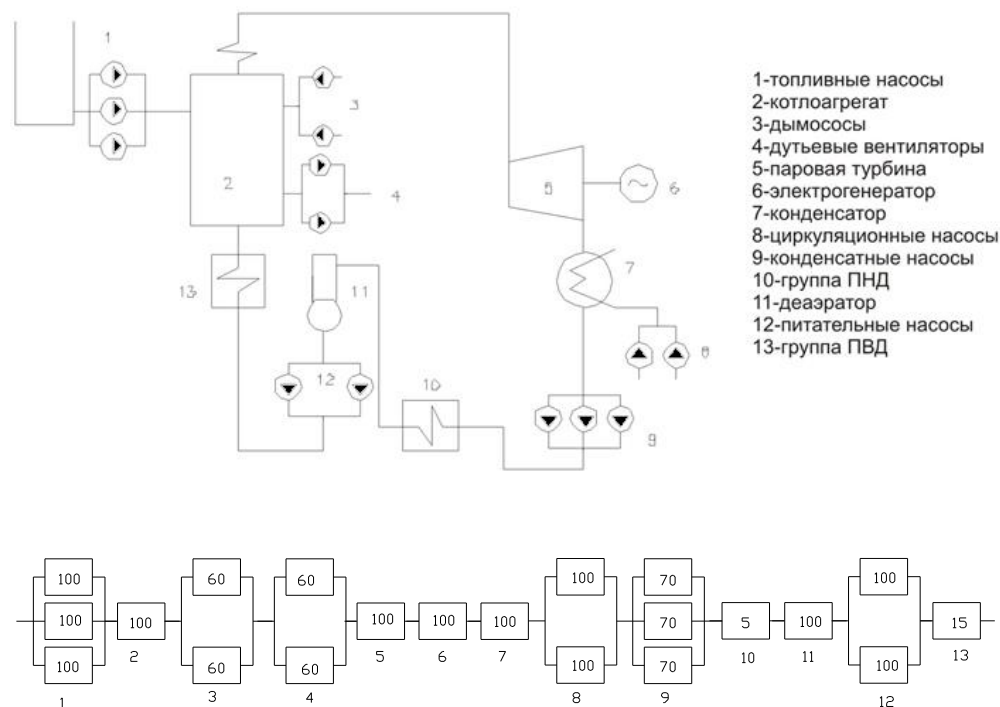 1
2
3
4
5
6
7
8
9
10
11
12
13
1-топливные насосы
2-котлоагрегат
3-дымососы
4-дутьевые вентиляторы
5-паровая турбина
6-электрогенератор
7-конденсатор
8-циркуляционные насосы
9-конденсатные насосы
10-группа ПНД
11-деаэратор
12-питательные насосы
13-группа ПВД
100 60 60 100 70 100
100 100 100 100 100 70 5 100 15
100 60 60 100 70 100
1 2 3 4 5 6 7 8 9 10 11 12 13